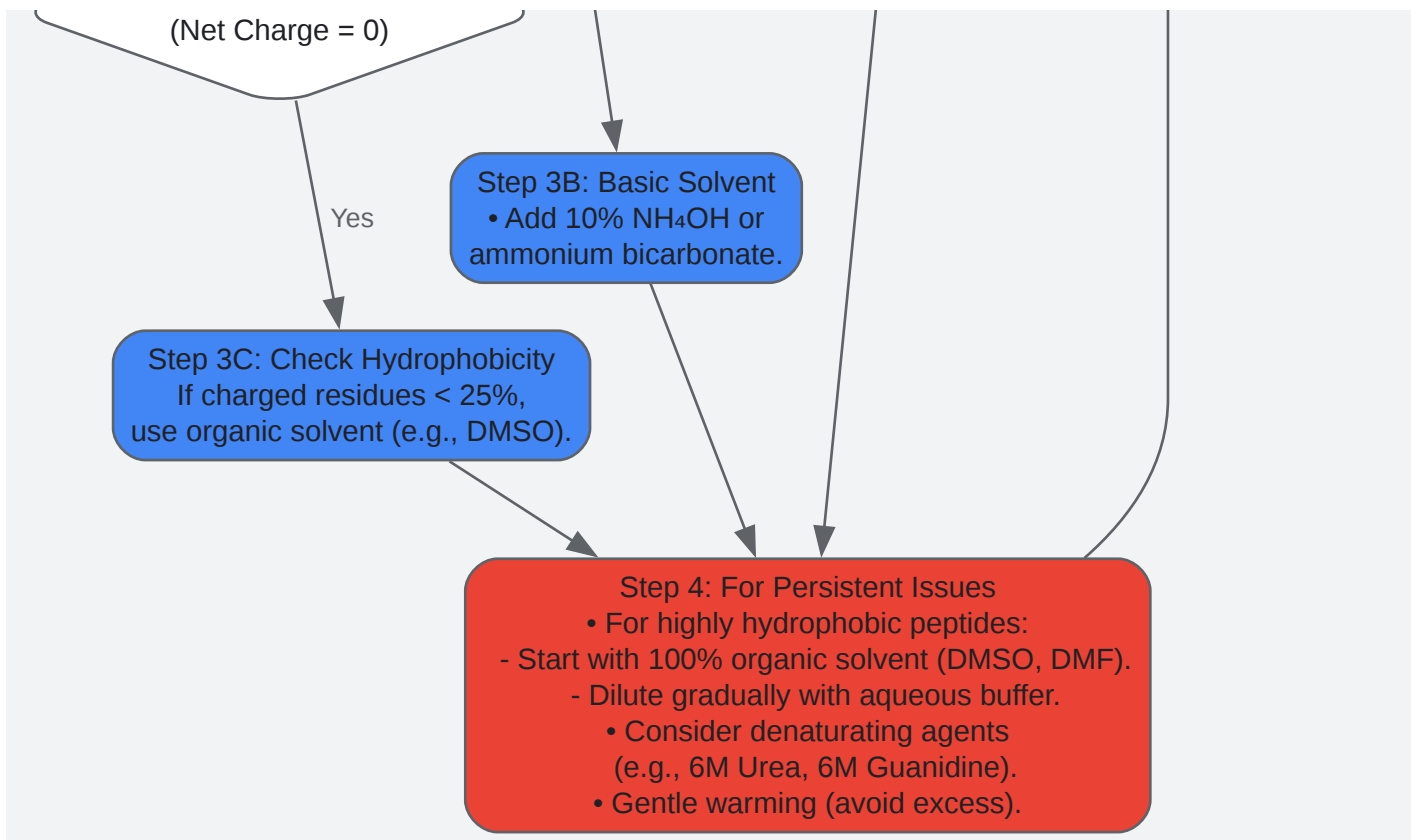 (Net Charge = 0)
Yes
Step 3B: Basic Solvent
• Add 10% NH₄OH or
ammonium bicarbonate.
Step 3C: Check Hydrophobicity
If charged residues < 25%,
use organic solvent (e.g., DMSO).
Step 4: For Persistent Issues
• For highly hydrophobic peptides:
- Start with 100% organic solvent (DMSO, DMF).
- Dilute gradually with aqueous buffer.
• Consider denaturating agents
(e.g., 6M Urea, 6M Guanidine).
• Gentle warming (avoid excess).